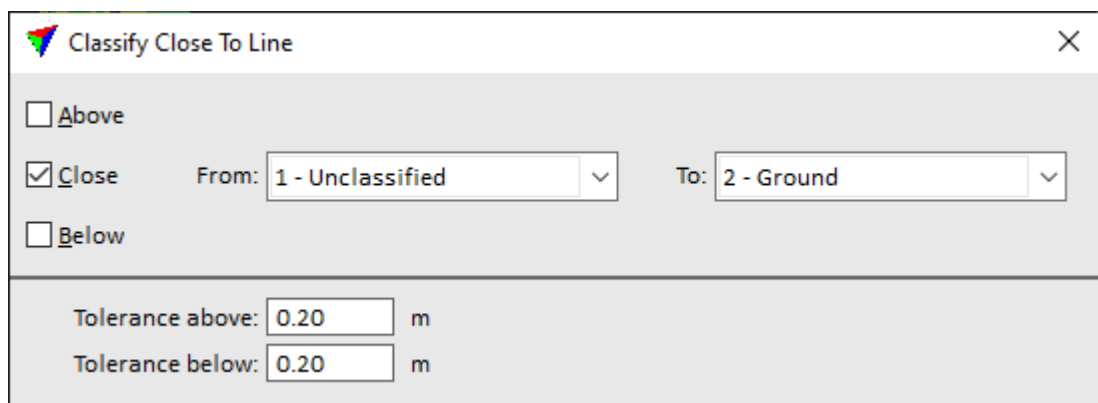 Classify Close To Line
Above
Close From: 1 - Unclassified To: 2 - Ground
Below
Tolerance above: 0.20 m
Tolerance below: 0.20 m